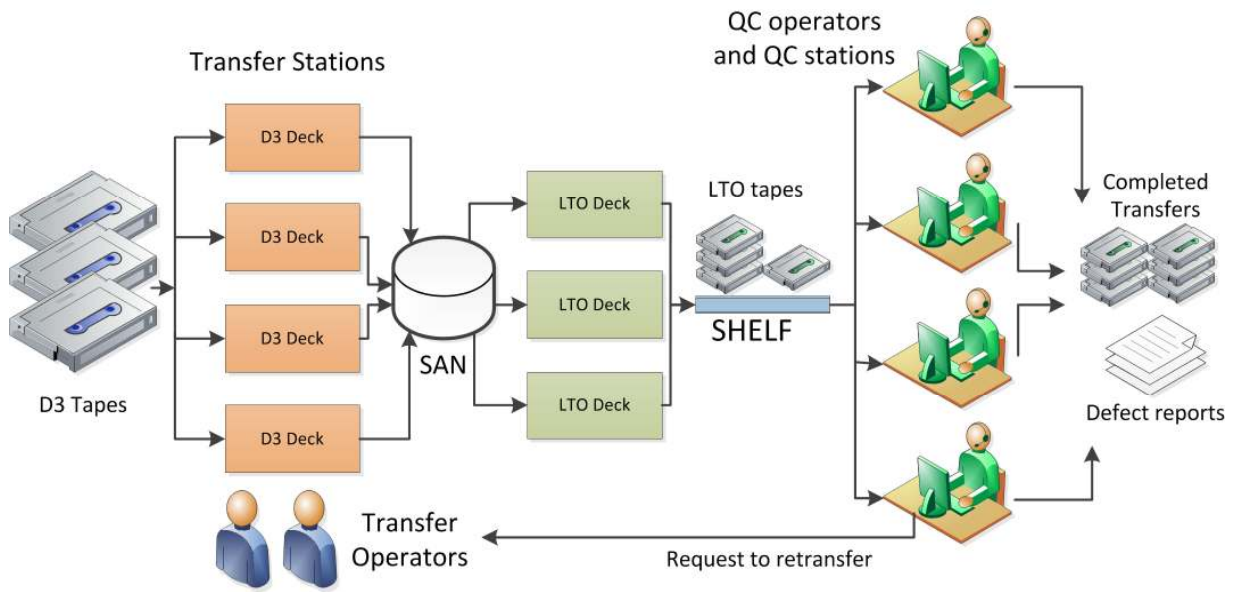 QC operators
and QC stations
Transfer Stations
D3 Deck
D3 Deck
D3 Deck
D3 Deck
D3 Tapes
SAN
LTO Deck
LTO Deck
LTO Deck
LTO tapes
SHELF
Completed
Transfers
Defect reports
Transfer
Operators
Request to retransfer